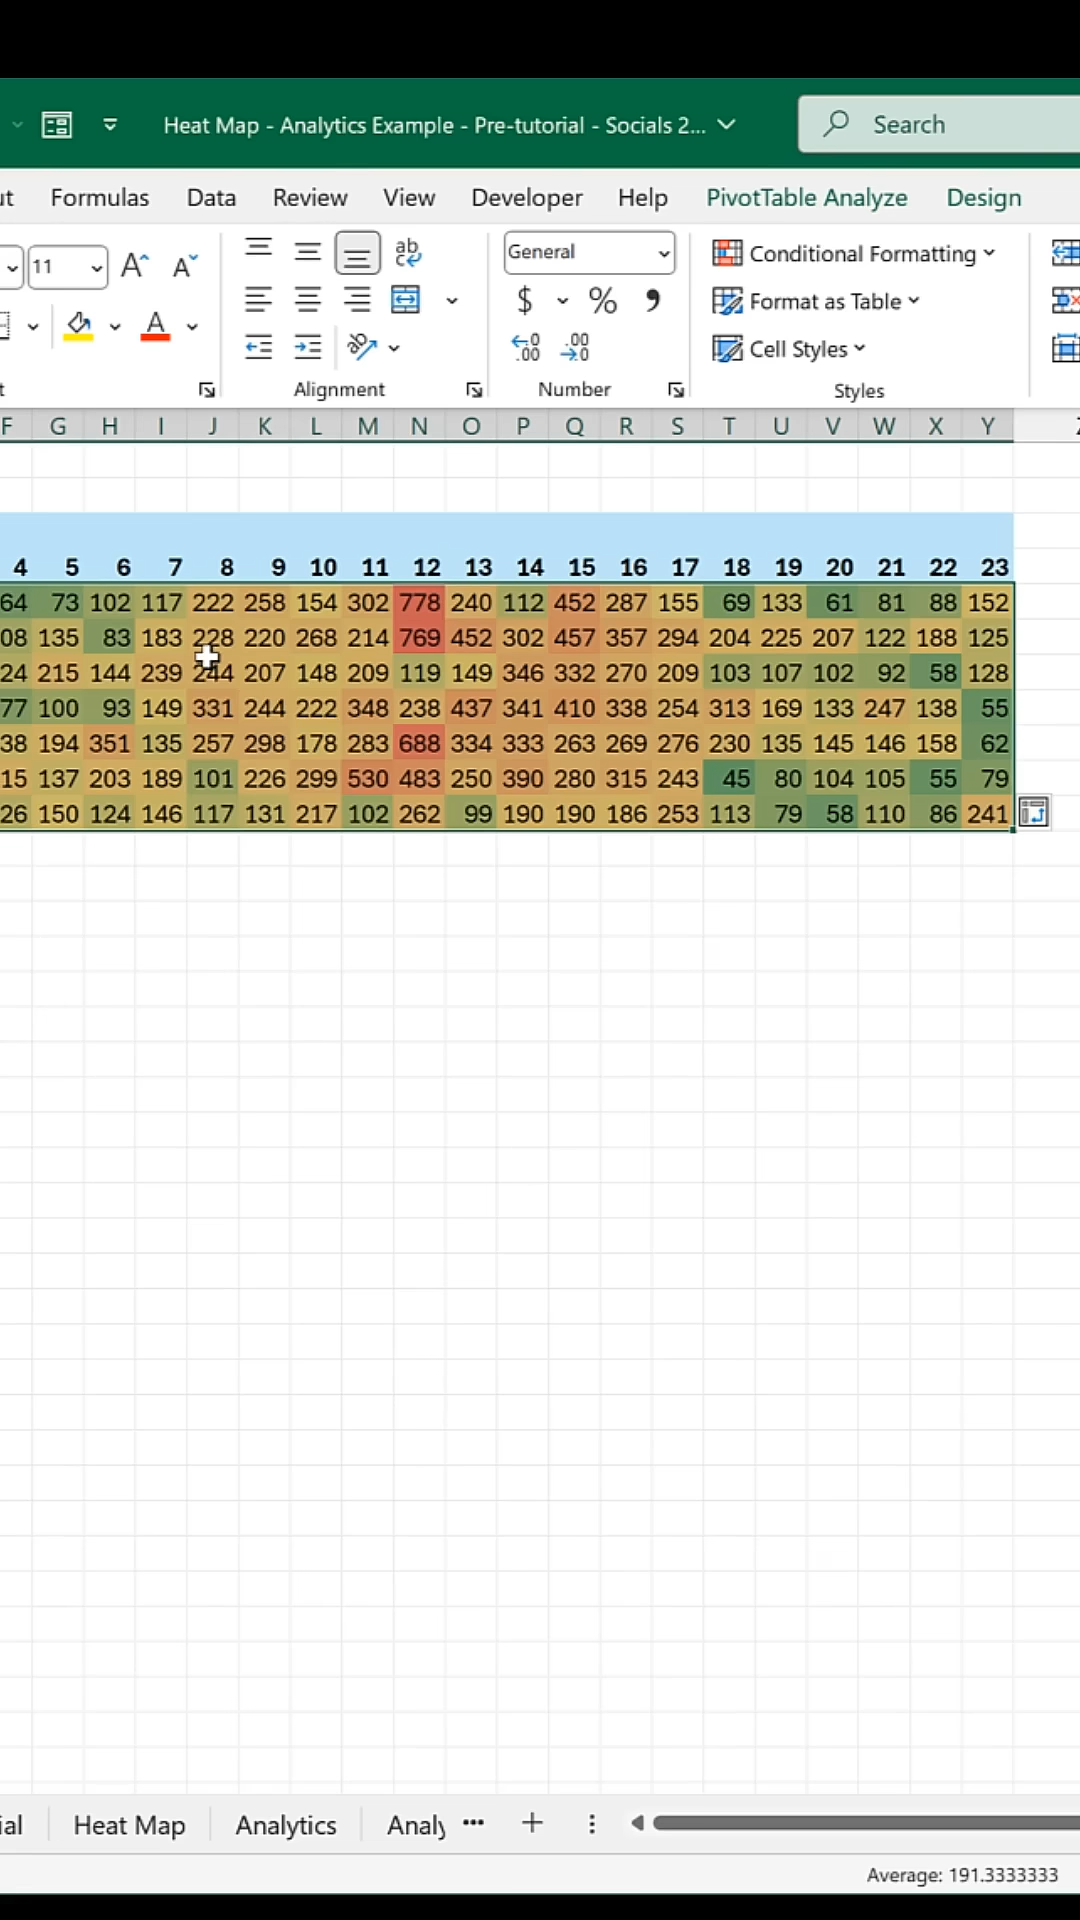 Heat Map - Analytics Example - Pre-tutorial - Socials 2... Search
ut Formulas Data Review View Developer Help PivotTable Analyze Design
11 General Conditional Formatting
$ % Format as Table
Cell Styles
t Alignment Number Styles
F G H I J K L M N O P Q R S T U V W X Y
4 5 6 7 8 9 10 11 12 13 14 15 16 17 18 19 20 21 22 23
64 73 102 117 222 258 154 302 778 240 112 452 287 155 69 133 61 81 88 152
08 135 83 183 228 220 268 214 769 452 302 457 357 294 204 225 207 122 188 125
24 215 144 239 244 207 148 209 119 149 346 332 270 209 103 107 102 92 58 128
77 100 93 149 331 244 222 348 238 437 341 410 338 254 313 169 133 247 138 55
38 194 351 135 257 298 178 283 688 334 333 263 269 276 230 135 145 146 158 62
15 137 203 189 101 226 299 530 483 250 390 280 315 243 45 80 104 105 55 79
26 150 124 146 117 131 217 102 262 99 190 190 186 253 113 79 58 110 86 241
ial Heat Map Analytics Analy ... +
Average: 191.3333333